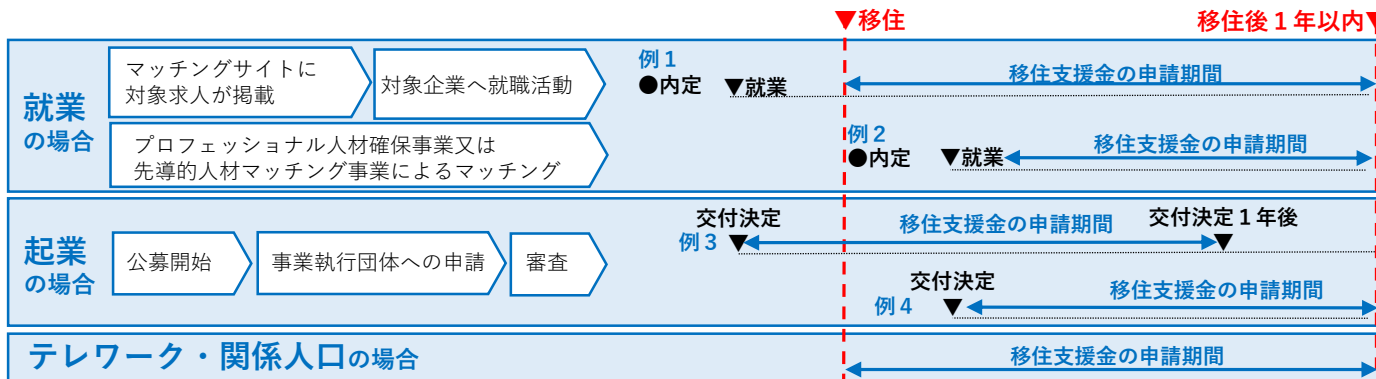 ▼移住
移住後1年以内▼
就業
の場合
マッチングサイトに
対象求人が掲載
対象企業へ就職活動
例1
●内定
▼就業
移住支援金の申請期間
プロフェッショナル人材確保事業又は
先導的人材マッチング事業によるマッチング
例2
●内定
▼就業
移住支援金の申請期間
起業
の場合
公募開始
事業執行団体への申請
審査
交付決定
例3
▼
移住支援金の申請期間
交付決定1年後
▼
交付決定
例4
▼
移住支援金の申請期間
テレワーク・関係人口の場合
移住支援金の申請期間